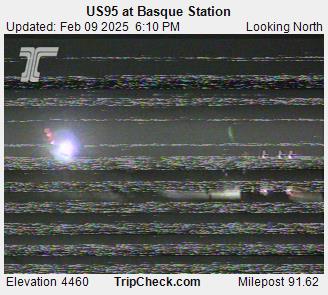 US95 at Basque Station
Updated: Feb 09 2025 6:10 PM Looking North
Elevation 4460 TripCheck.com Milepost 91.62